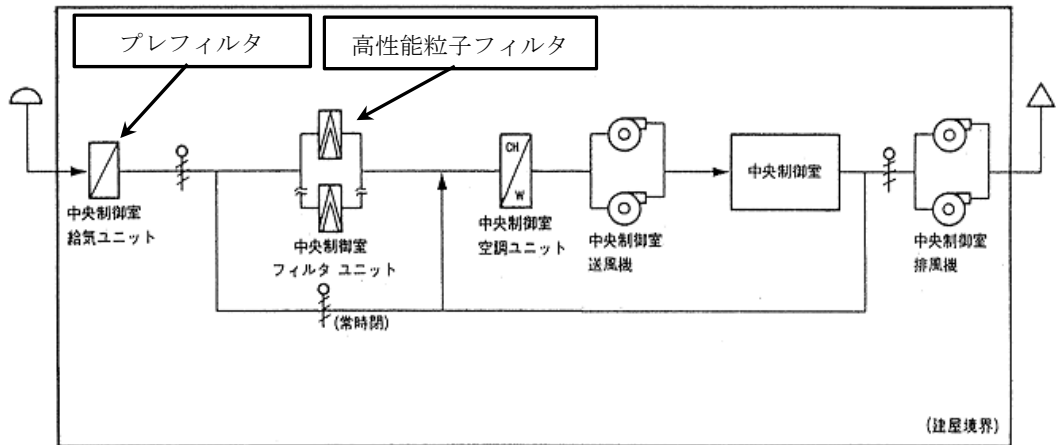 プレフィルタ
高性能粒子フィルタ
中央制御室
給気ユニット
中央制御室
フィルタ ユニット
(常時閉)
CH
W
中央制御室
空調ユニット
中央制御室
送風機
中央制御室
中央制御室
排風機
(建屋境界)